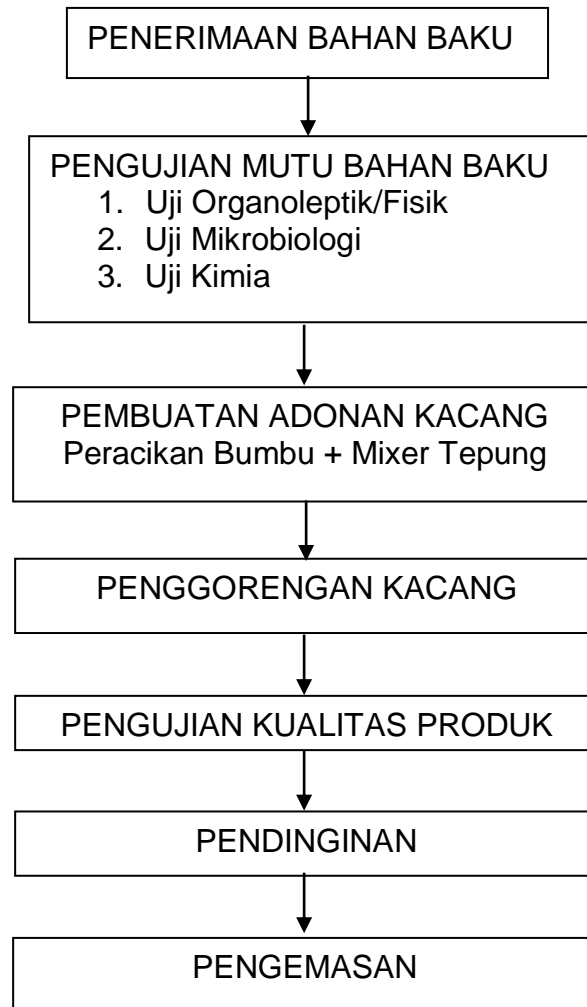 PENERIMAAN BAHAN BAKU
PENGUJIAN MUTU BAHAN BAKU
1. Uji Organoleptik/Fisik
2. Uji Mikrobiologi
3. Uji Kimia
PEMBUATAN ADONAN KACANG
Peracikan Bumbu + Mixer Tepung
PENGGORENGAN KACANG
PENGUJIAN KUALITAS PRODUK
PENDINGINAN
PENGEMASAN